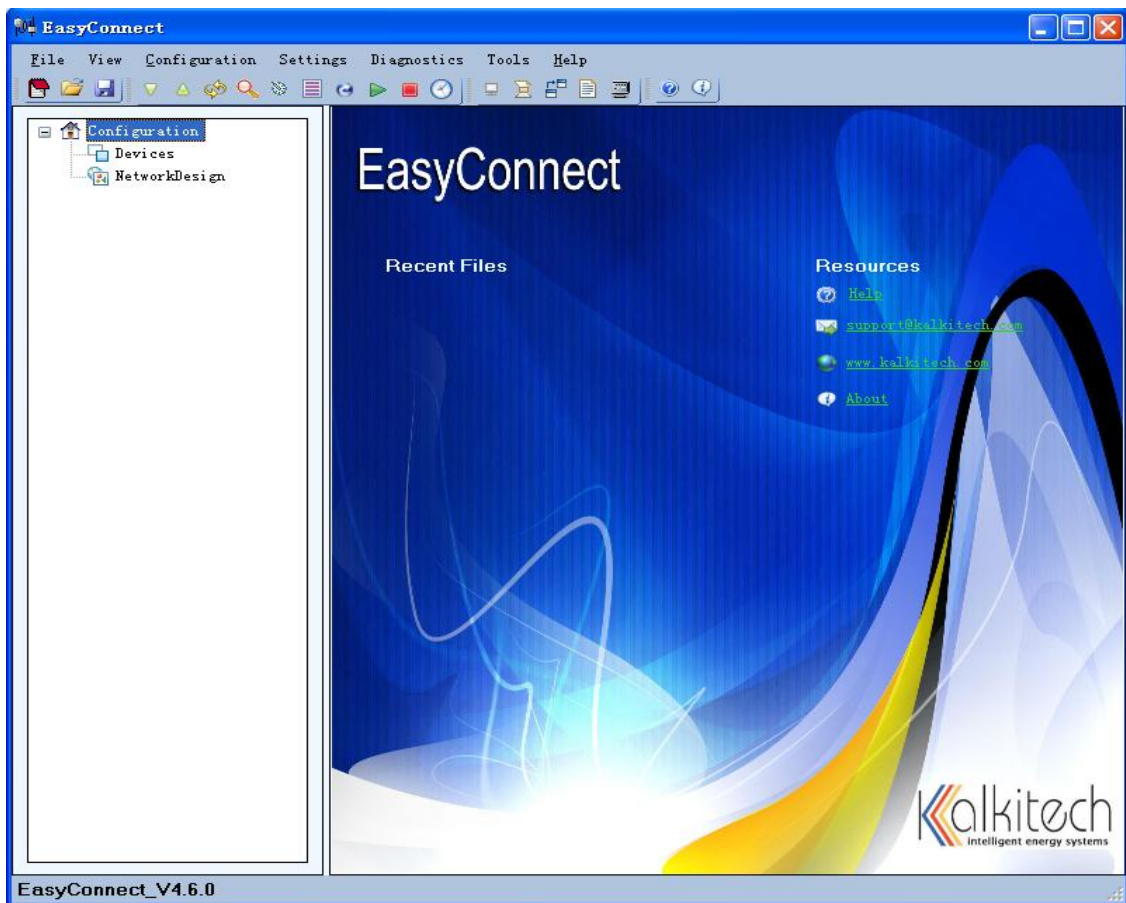 EasyConnect
File View Configuration Settings Diagnostics Tools Help
Configuration
Devices
NetworkDesign
EasyConnect
Recent Files
Resources
Help
support@kalkitech.com
www.kalkitech.com
About
Kalkitech
intelligent energy systems
EasyConnect_V4.6.0